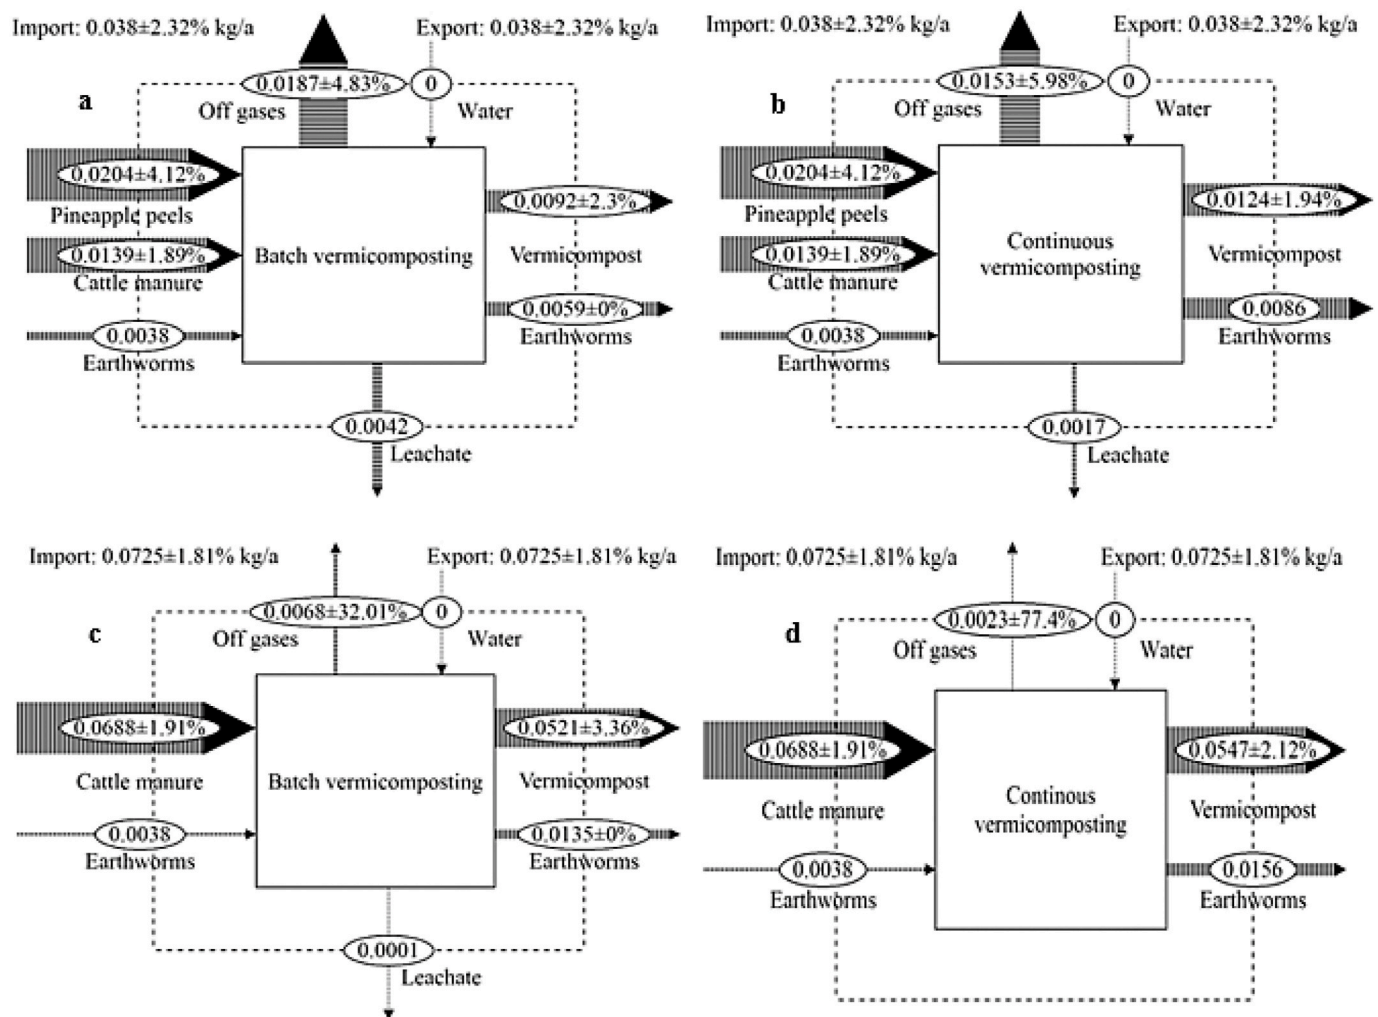 Import: 0.038±2.32% kg/a
Export: 0.038±2.32% kg/a
a
0.0187±4.83%
0
Off gases
Water
0.0204±4.12%
Pineapple peels
0.0139±1.89%
Cattle manure
0.0038
Earthworms
Batch vermicomposting
0.0092±2.3%
Vermicompost
0.0059±0%
Earthworms
0.0042
Leachate
Import: 0.038±2.32% kg/a
Export: 0.038±2.32% kg/a
b
0.0153±5.98%
0
Off gases
Water
0.0204±4.12%
Pineapple peels
0.0139±1.89%
Cattle manure
0.0038
Earthworms
Continuous
vermicomposting
0.0124±1.94%
Vermicompost
0.0086
Earthworms
0.0017
Leachate
Import: 0.0725±1.81% kg/a
Export: 0.0725±1.81% kg/a
c
0.0068±32.01%
0
Off gases
Water
0.0688±1.91%
Cattle manure
0.0038
Earthworms
Batch vermicomposting
0.0521±3.36%
Vermicompost
0.0135±0%
Earthworms
0.0001
Leachate
Import: 0.0725±1.81% kg/a
Export: 0.0725±1.81% kg/a
d
0.0023±77.4%
0
Off gases
Water
0.0688±1.91%
Cattle manure
0.0038
Earthworms
Continous
vermicomposting
0.0547±2.12%
Vermicompost
0.0156
Earthworms